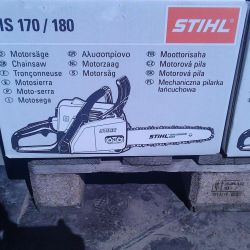 HS 170 / 180
STIHL
Motorsäge
Chainsaw
Tronçonneuse
Motosierra
Moto-serra
Motosega
Αλυσοπρίονο
Motorzaag
Motorsåg
Moottorisaha
Motorová pila
Motorová píla
Mechaniczna pilarka
łańcuchowa
STIHL
STIHL